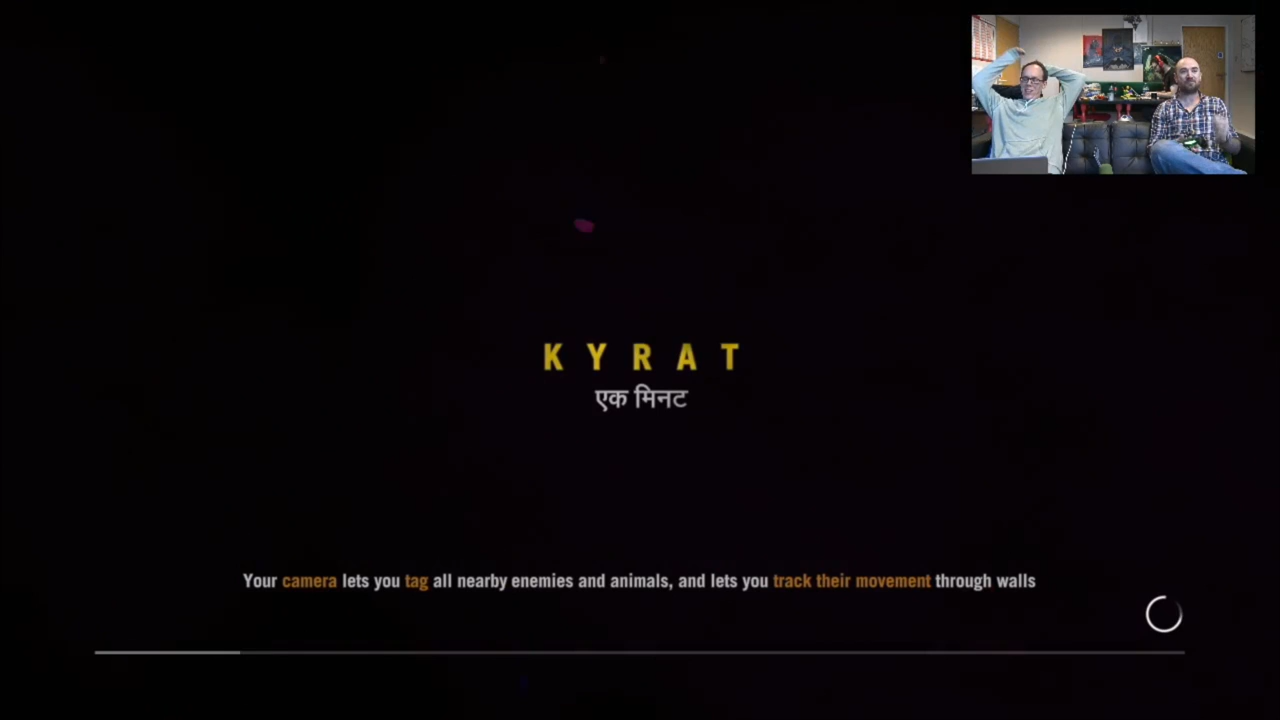 KYRAT
एक मिनट
Your camera lets you tag all nearby enemies and animals, and lets you track their movement through walls